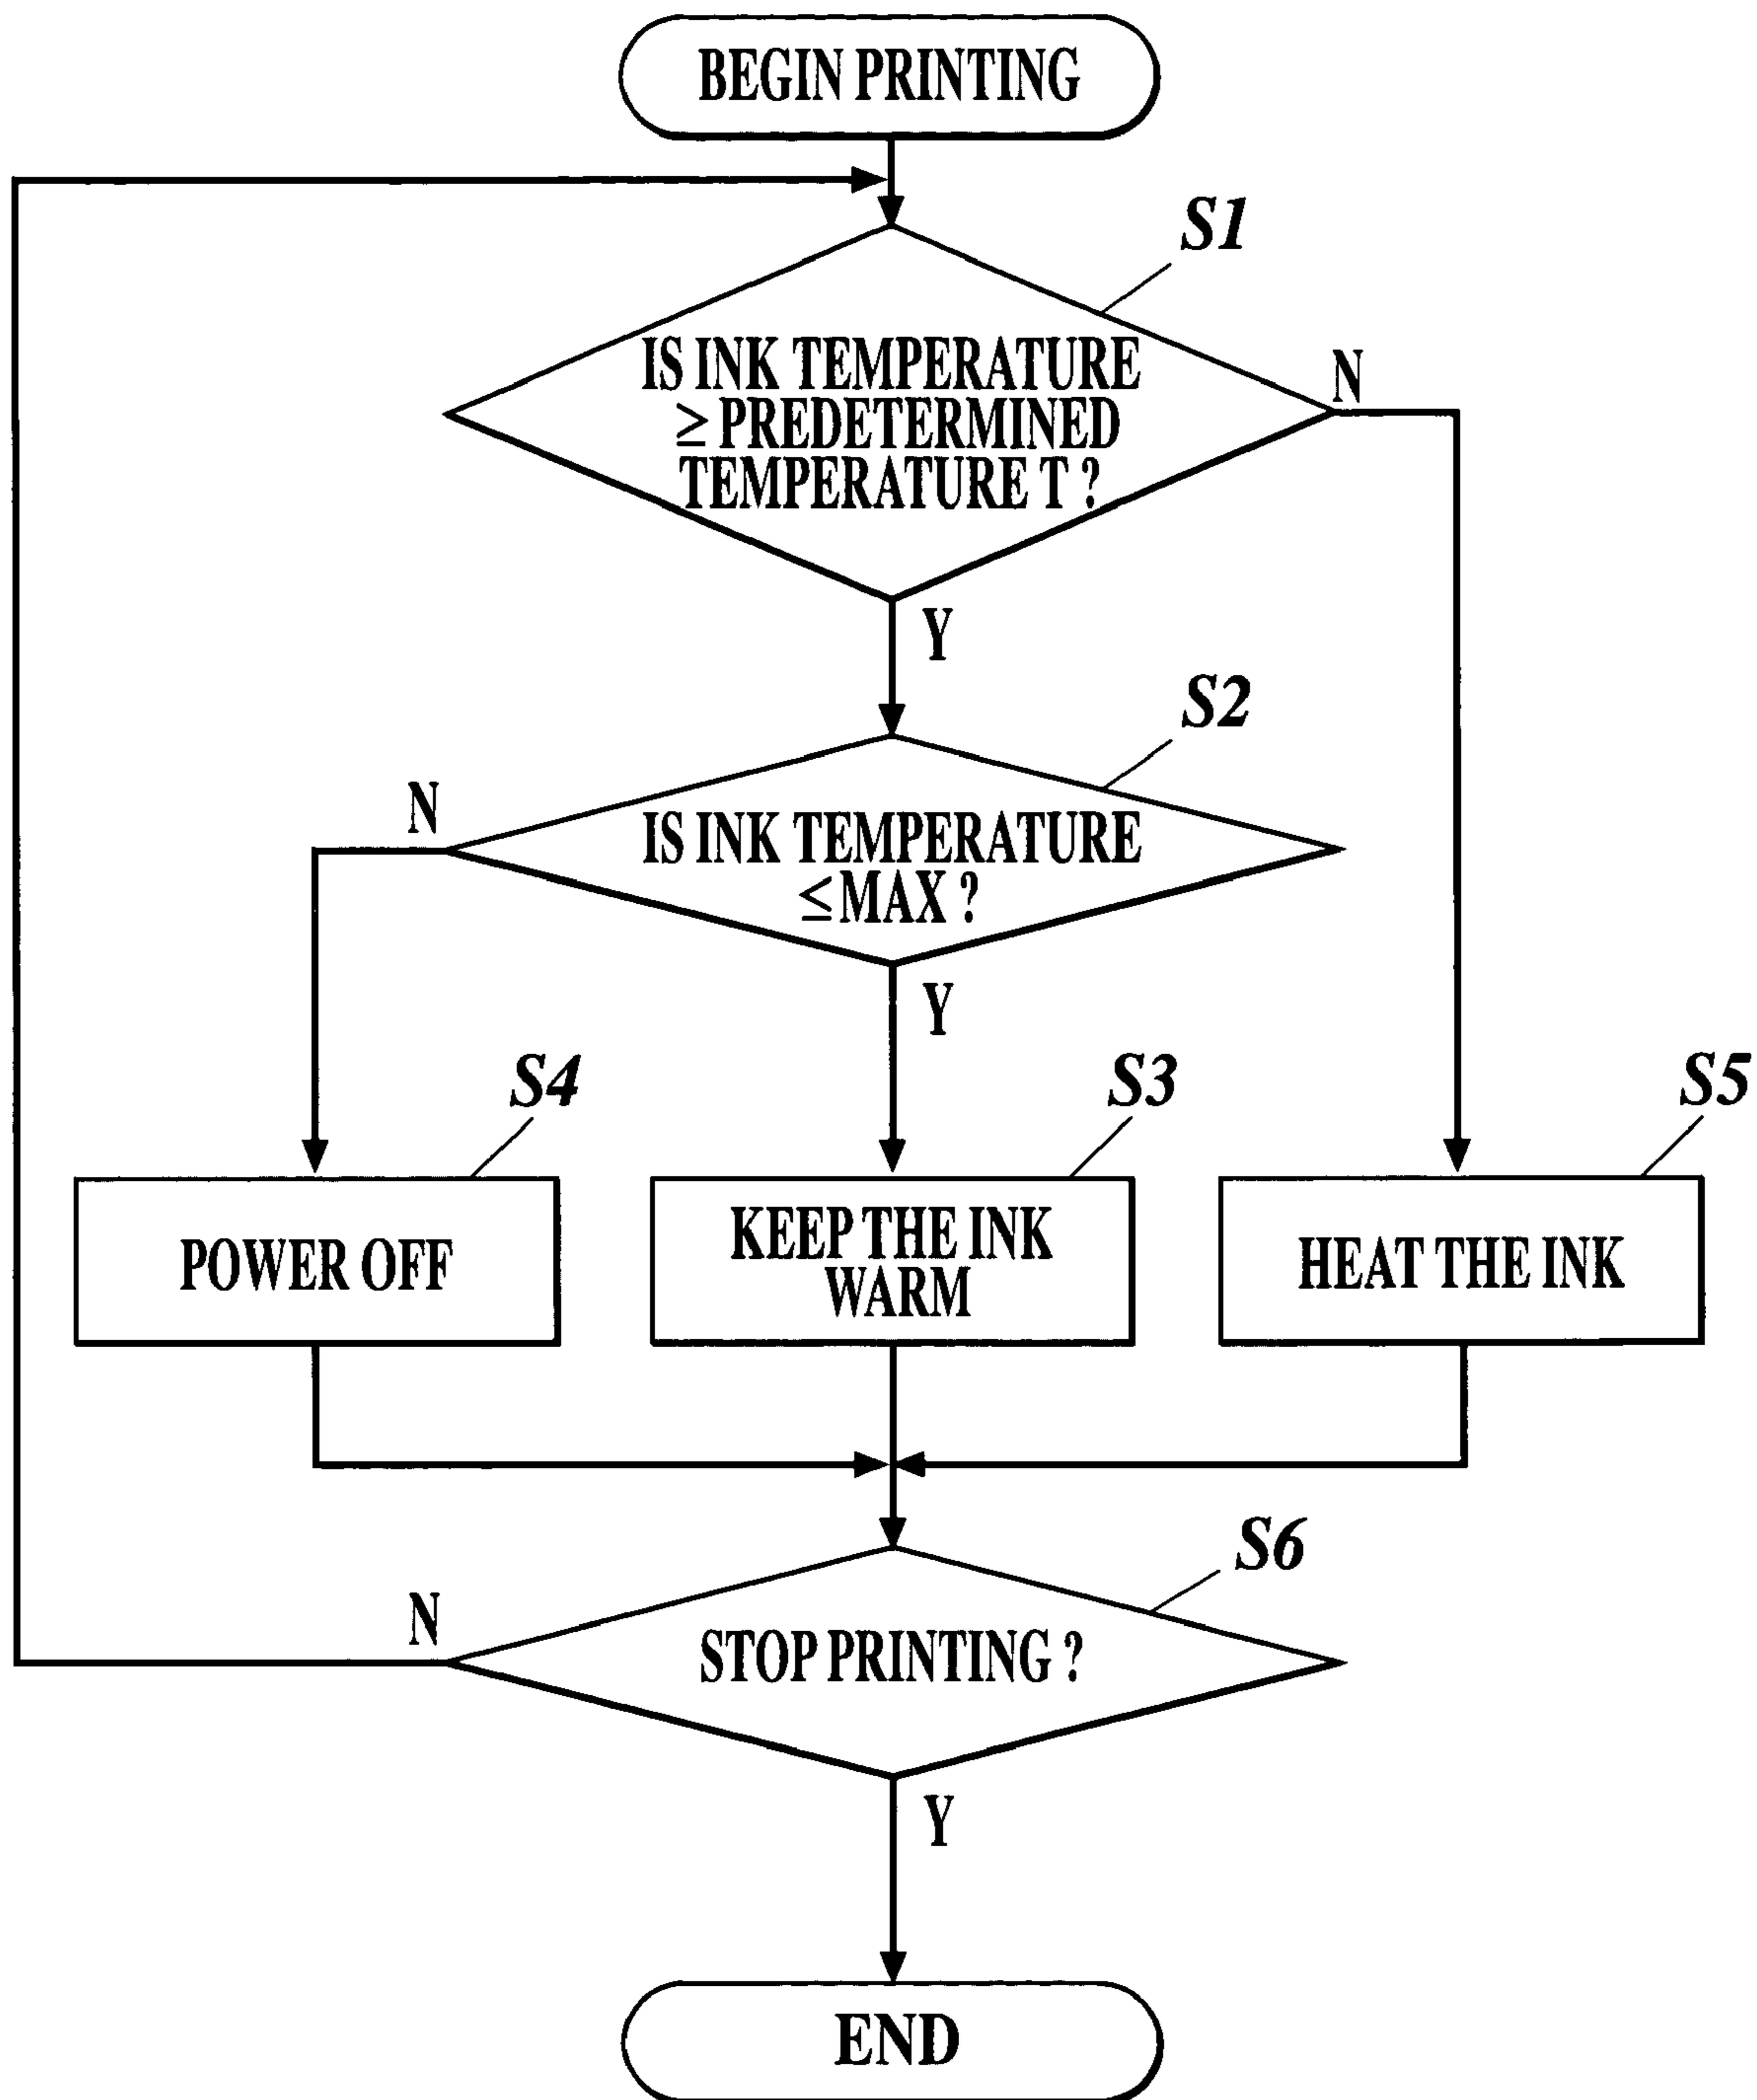 BEGIN PRINTING
S1
IS INK TEMPERATURE
≧ PREDETERMINED
TEMPERATURE T ?
N
Y
S2
N
IS INK TEMPERATURE
≦ MAX ?
Y
S4
S3
S5
POWER OFF
KEEP THE INK
WARM
HEAT THE INK
S6
N
STOP PRINTING ?
Y
END